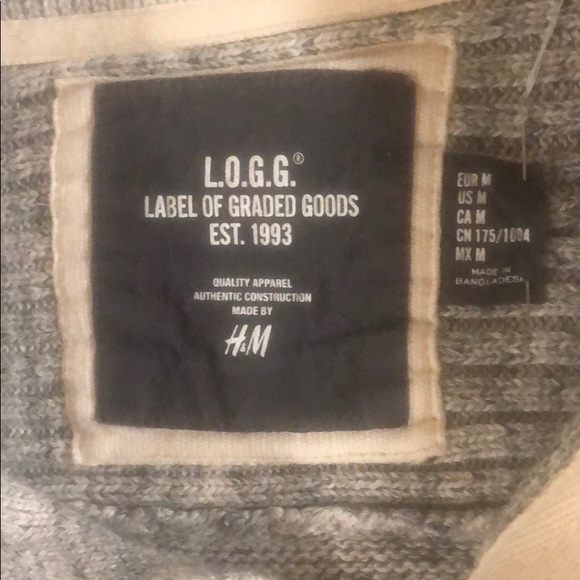 L.O.G.G.®
LABEL OF GRADED GOODS
EST. 1993
QUALITY APPAREL
AUTHENTIC CONSTRUCTION
MADE BY
H&M
EUR M
US M
CA M
CN 175/100A
MX M
MADE IN
BANGLADESH